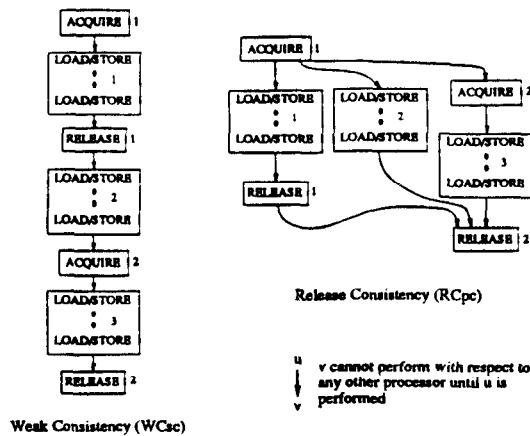 ACQUIRE 1
LOAD/STORE
1
LOAD/STORE
RELEASE 1
LOAD/STORE
2
LOAD/STORE
ACQUIRE 2
LOAD/STORE
3
LOAD/STORE
RELEASE 2
Weak Consistency (WCsc)
ACQUIRE 1
LOAD/STORE
1
LOAD/STORE
RELEASE 1
LOAD/STORE
2
LOAD/STORE
ACQUIRE 2
LOAD/STORE
3
LOAD/STORE
RELEASE 2
Release Consistency (RCpc)
u
v
v cannot perform with respect to
any other processor until u is
performed